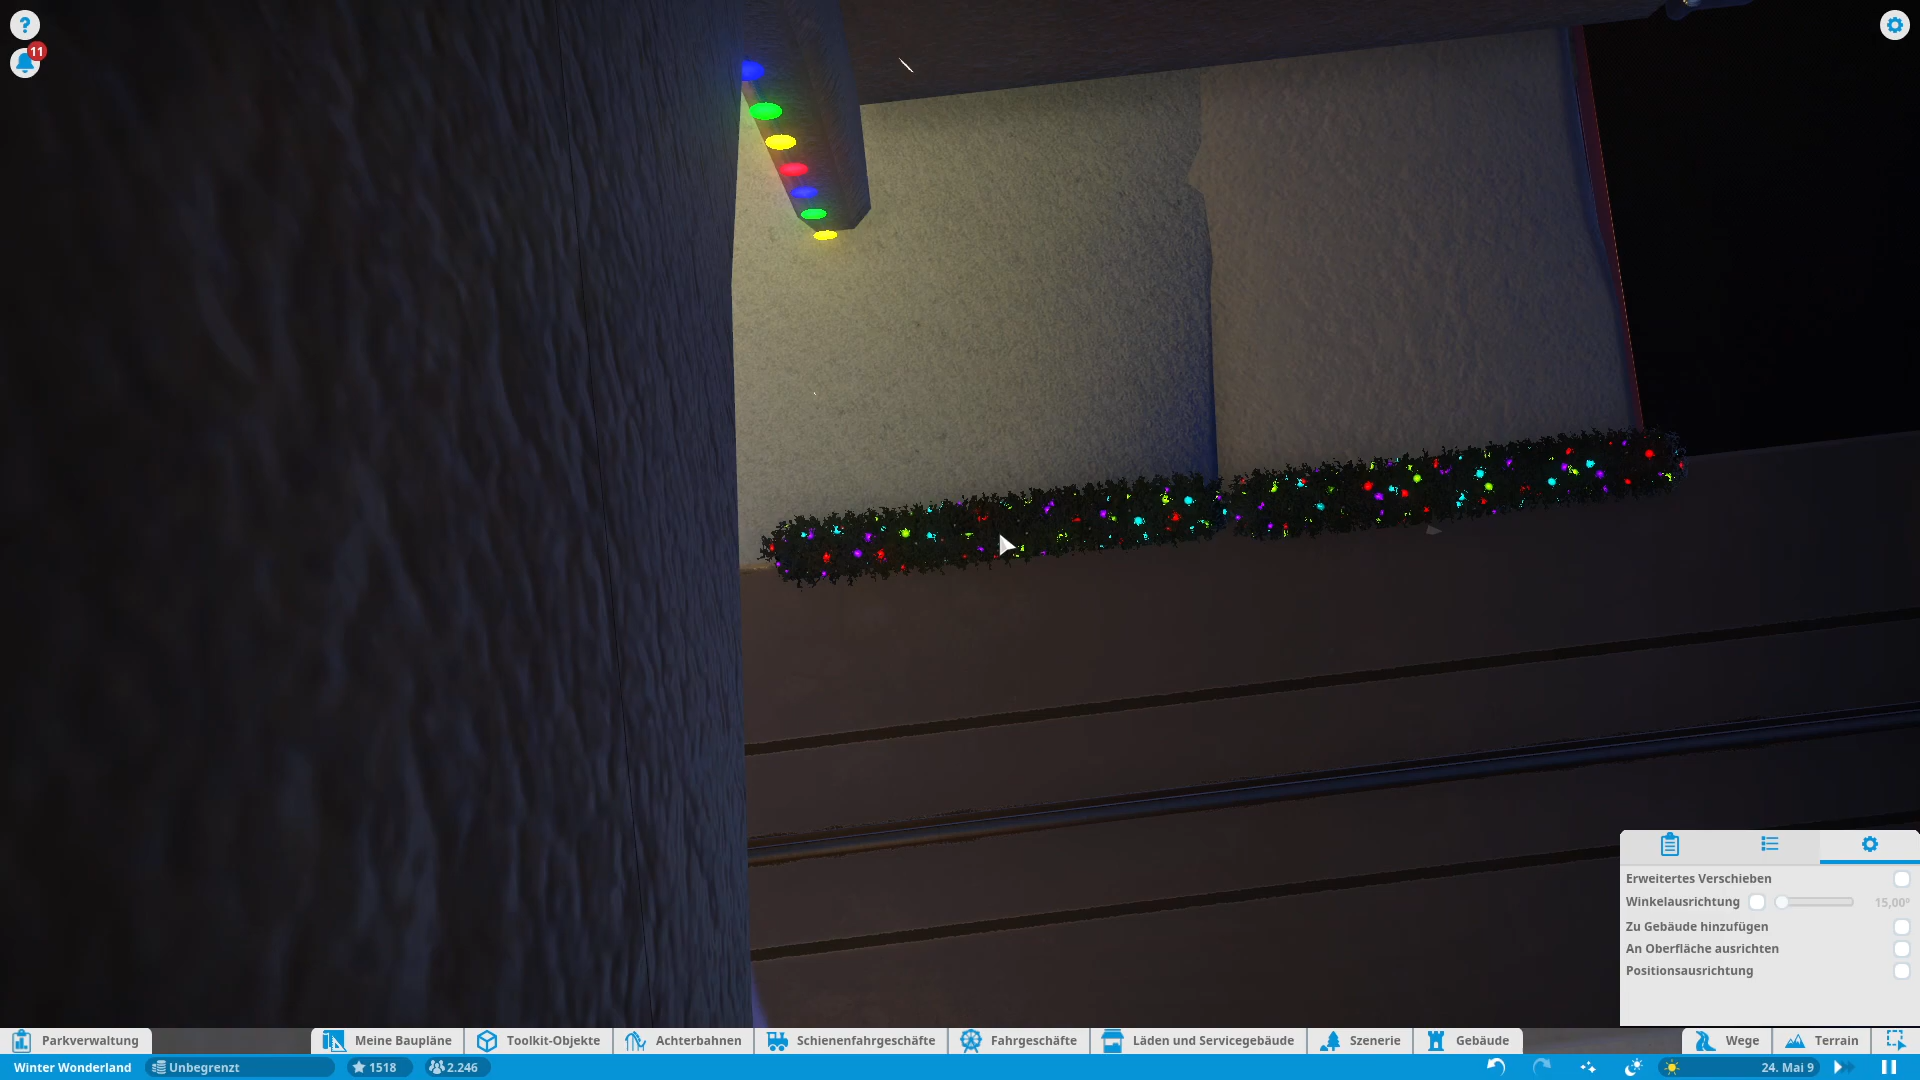 ?
11
Erweitertes Verschieben
Winkelausrichtung 15,00°
Zu Gebäude hinzufügen
An Oberfläche ausrichten
Positionsausrichtung
Parkverwaltung Meine Baupläne Toolkit-Objekte Achterbahnen Schienenfahrgeschäfte Fahrgeschäfte Läden und Servicegebäude Szenerie Gebäude Wege Terrain
Winter Wonderland Unbegrenzt 1518 2.246 24. Mai 9